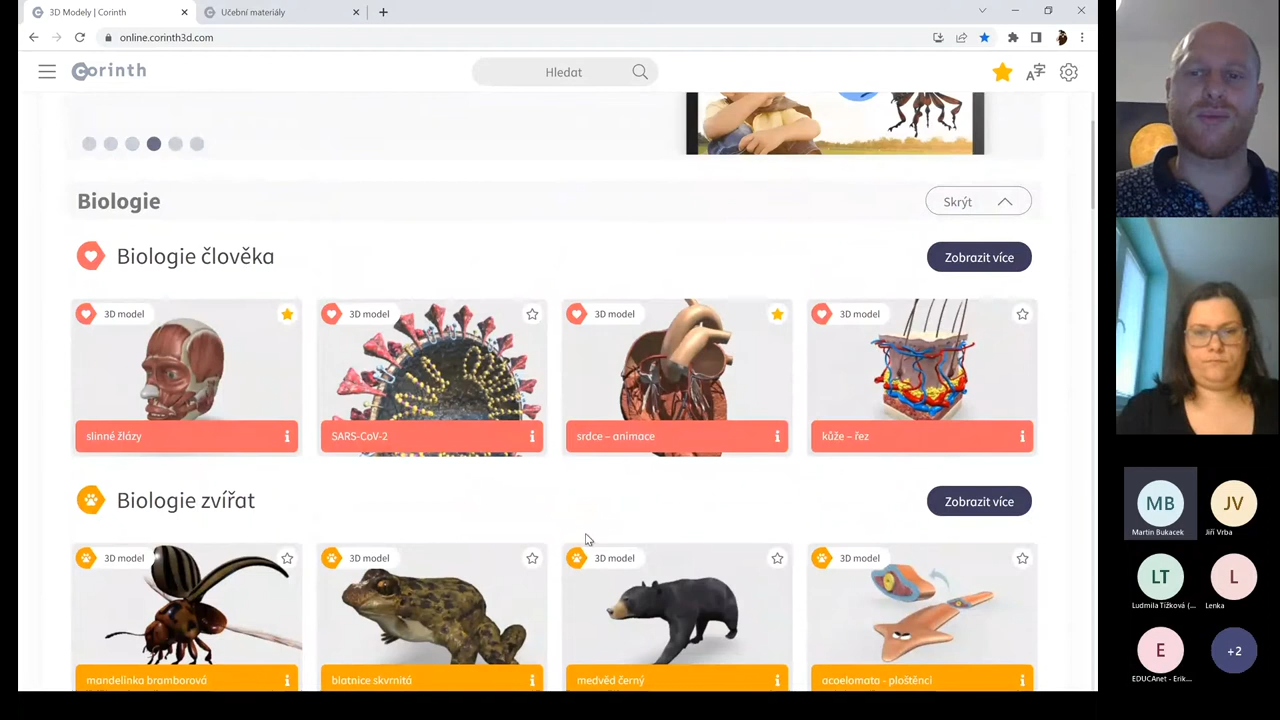 3D Modely | Corinth
Učební materiály
online.corinth3d.com
Corinth
Hledat
Biologie
Skrýt
Biologie člověka
Zobrazit více
3D model
3D model
3D model
3D model
slinné žlázy
SARS-CoV-2
srdce – animace
kůže – řez
Biologie zvířat
Zobrazit více
3D model
3D model
3D model
3D model
mandelinka bramborová
blatnice skvrnitá
medvěd černý
acoelomata - ploštěnci
MB
Martin Bukacek
JV
Jiří Vrba
LT
Ludmila Tižková (...
L
Lenka
E
EDUCAnet - Erik...
+2